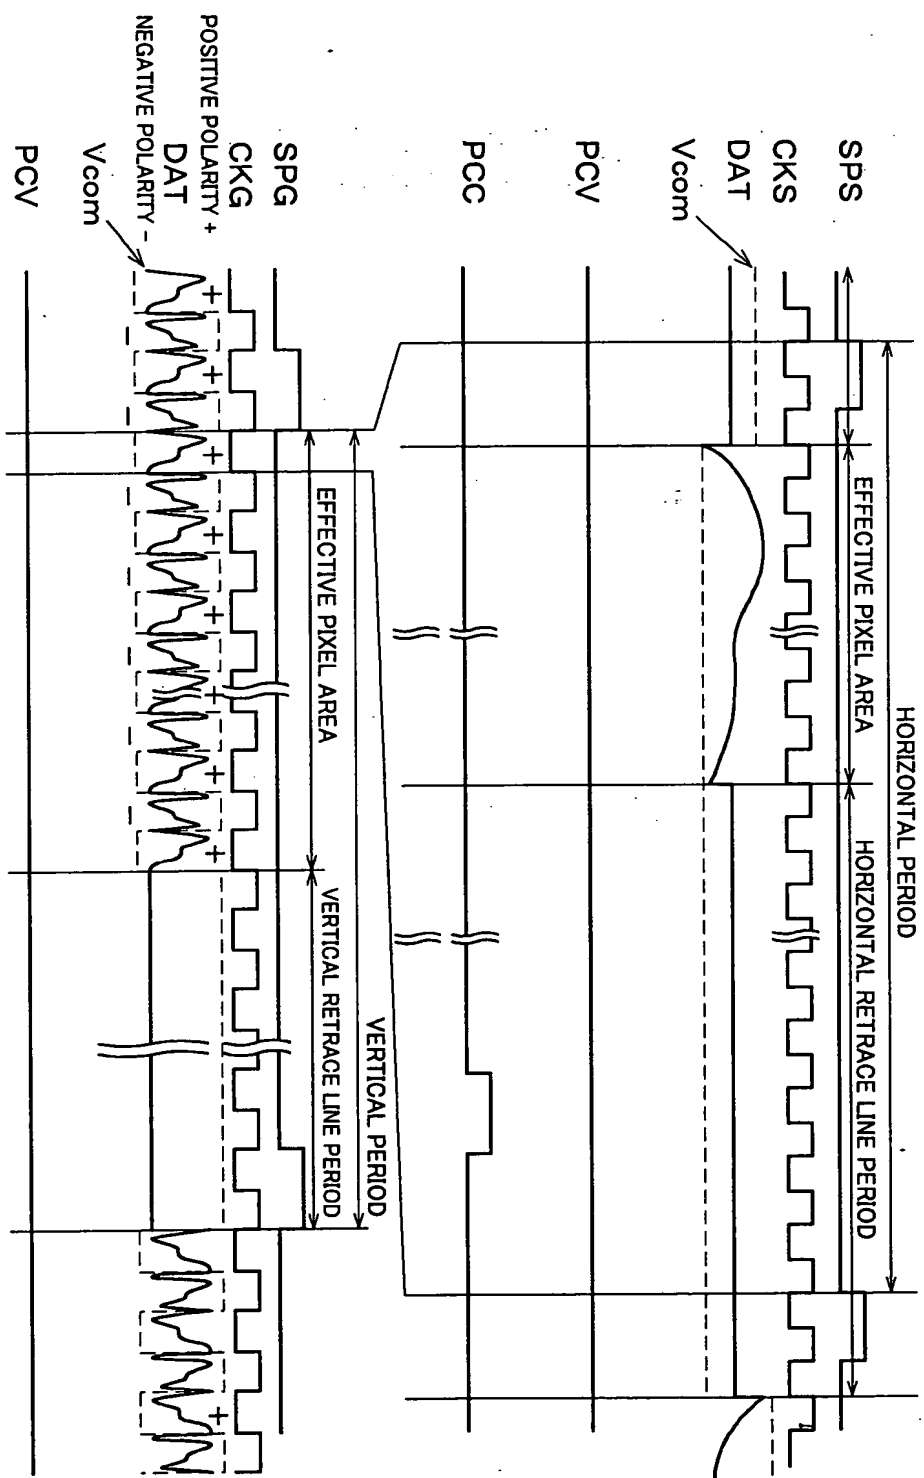 HORIZONTAL PERIOD
EFFECTIVE PIXEL AREA
HORIZONTAL RETRACE LINE PERIOD
SPS
CKS
DAT
Vcom
PCV
PCC
VERTICAL PERIOD
EFFECTIVE PIXEL AREA
VERTICAL RETRACE LINE PERIOD
SPG
CKG
POSITIVE POLARITY +
DAT
NEGATIVE POLARITY -
Vcom
PCV
+ + + + + + + + +
- - - - - -